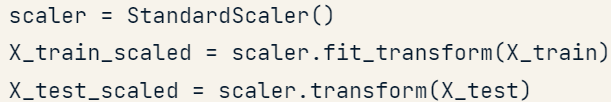 scaler = StandardScaler()
X_train_scaled = scaler.fit_transform(X_train)
X_test_scaled = scaler.transform(X_test)